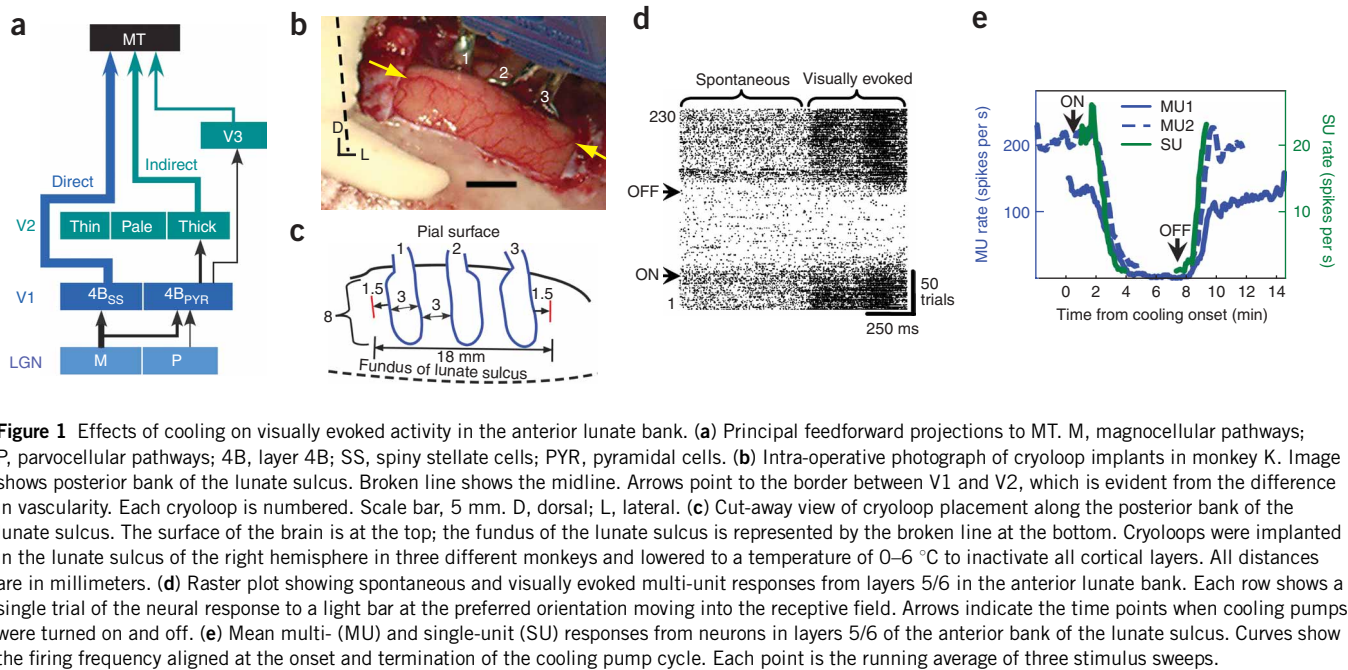 a
MT
V3
Indirect
Direct
V2
Thin Pale Thick
V1
4BSS 4BPYR
LGN
M P
b
1
2
3
D
L
c
Pial surface
1 2 3
1.5 3 3 1.5
8
18 mm
Fundus of lunate sulcus
d
Spontaneous Visually evoked
230
OFF
ON
1
50
trials
250 ms
e
ON
MU1
MU2
SU
OFF
MU rate (spikes per s)
200
100
SU rate (spikes per s)
20
10
0 2 4 6 8 10 12 14
Time from cooling onset (min)
Figure 1 Effects of cooling on visually evoked activity in the anterior lunate bank. (a) Principal feedforward projections to MT. M, magnocellular pathways;
P, parvocellular pathways; 4B, layer 4B; SS, spiny stellate cells; PYR, pyramidal cells. (b) Intra-operative photograph of cryoloop implants in monkey K. Image
shows posterior bank of the lunate sulcus. Broken line shows the midline. Arrows point to the border between V1 and V2, which is evident from the difference
in vascularity. Each cryoloop is numbered. Scale bar, 5 mm. D, dorsal; L, lateral. (c) Cut-away view of cryoloop placement along the posterior bank of the
lunate sulcus. The surface of the brain is at the top; the fundus of the lunate sulcus is represented by the broken line at the bottom. Cryoloops were implanted
in the lunate sulcus of the right hemisphere in three different monkeys and lowered to a temperature of 0–6 °C to inactivate all cortical layers. All distances
are in millimeters. (d) Raster plot showing spontaneous and visually evoked multi-unit responses from layers 5/6 in the anterior lunate bank. Each row shows a
single trial of the neural response to a light bar at the preferred orientation moving into the receptive field. Arrows indicate the time points when cooling pumps
were turned on and off. (e) Mean multi- (MU) and single-unit (SU) responses from neurons in layers 5/6 of the anterior bank of the lunate sulcus. Curves show
the firing frequency aligned at the onset and termination of the cooling pump cycle. Each point is the running average of three stimulus sweeps.